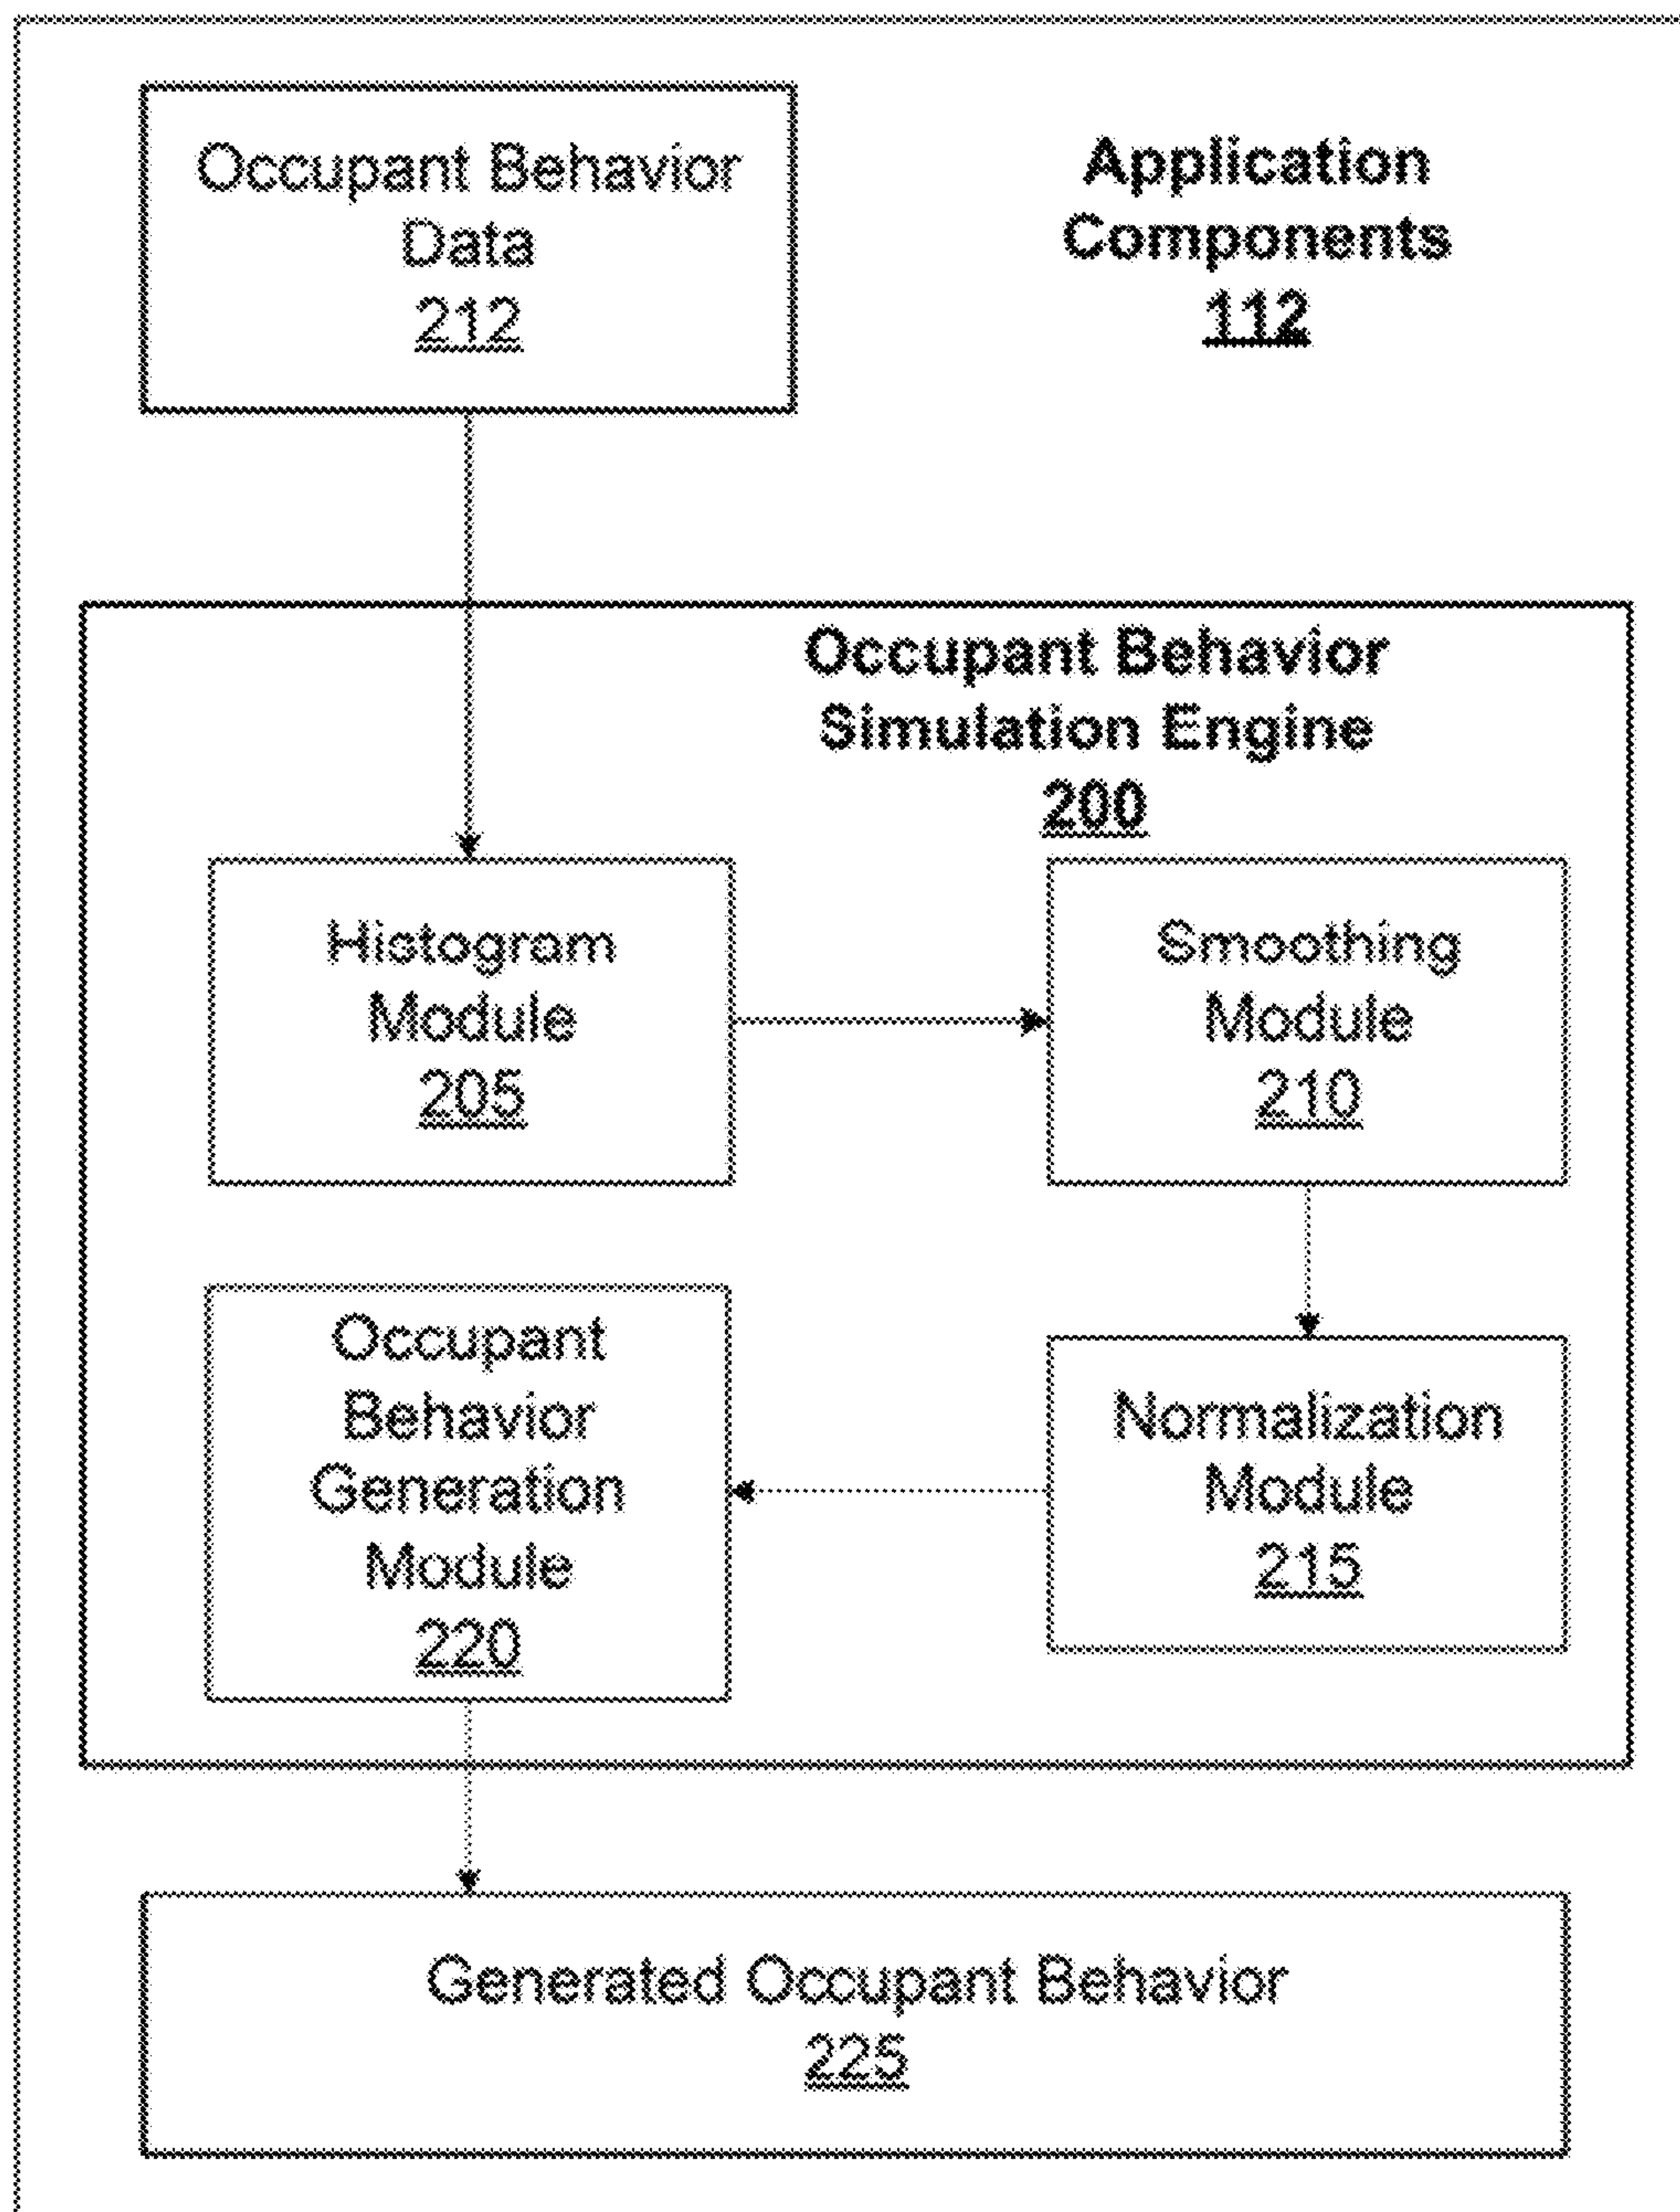 Occupant Behavior
Data
212
Application
Components
112
Occupant Behavior
Simulation Engine
200
Histogram
Module
205
Smoothing
Module
210
Occupant
Behavior
Generation
Module
220
Normalization
Module
215
Generated Occupant Behavior
225